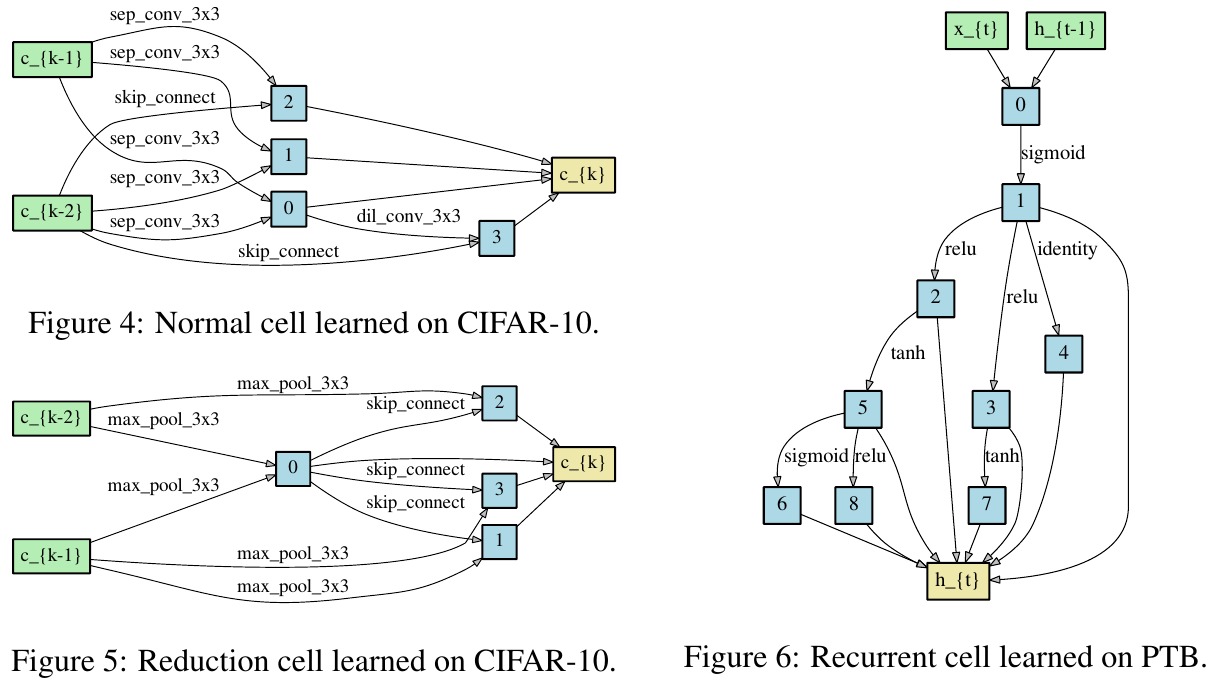 sep_conv_3x3
c_{k-1}
sep_conv_3x3
skip_connect
2
sep_conv_3x3
1
c_{k}
sep_conv_3x3
c_{k-2}
0
sep_conv_3x3
dil_conv_3x3
3
skip_connect
Figure 4: Normal cell learned on CIFAR-10.
max_pool_3x3
c_{k-2}
max_pool_3x3
skip_connect
2
0
c_{k}
skip_connect
max_pool_3x3
3
skip_connect
1
c_{k-1}
max_pool_3x3
max_pool_3x3
Figure 5: Reduction cell learned on CIFAR-10.
x_{t}
h_{t-1}
0
sigmoid
1
relu
identity
2
relu
4
tanh
5
3
sigmoid
relu
tanh
6
8
7
h_{t}
Figure 6: Recurrent cell learned on PTB.